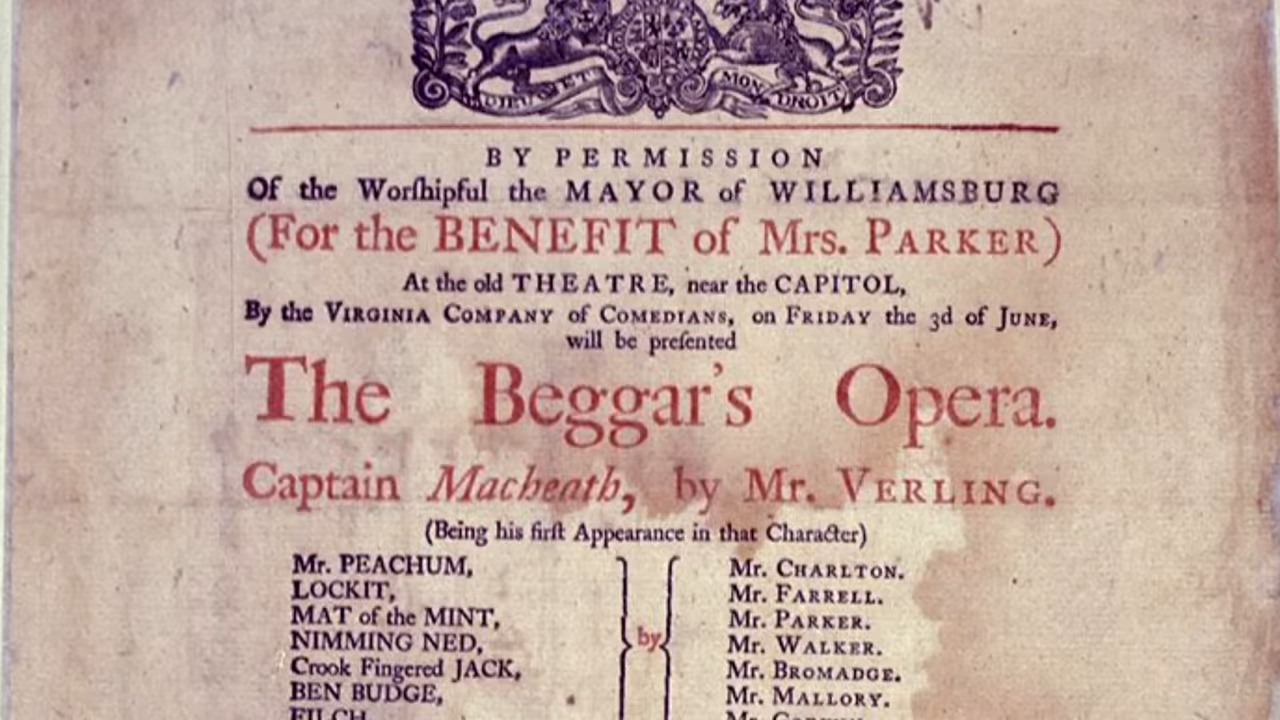 DIEU ET MON DROIT
BY PERMISSION
Of the Worſhipful the MAYOR of WILLIAMSBURG
(For the BENEFIT of Mrs. PARKER)
At the old THEATRE, near the CAPITOL,
By the VIRGINIA COMPANY of COMEDIANS, on FRIDAY the 3d of JUNE,
will be preſented
The Beggar's Opera.
Captain Macheath, by Mr. VERLING.
(Being his firſt Appearance in that Character)
Mr. PEACHUM, Mr. CHARLTON.
LOCKIT, Mr. FARRELL.
MAT of the MINT, Mr. PARKER.
NIMMING NED, by Mr. WALKER.
Crook Fingered JACK, Mr. BROMADGE.
BEN BUDGE, Mr. MALLORY.
FILCH Mr.